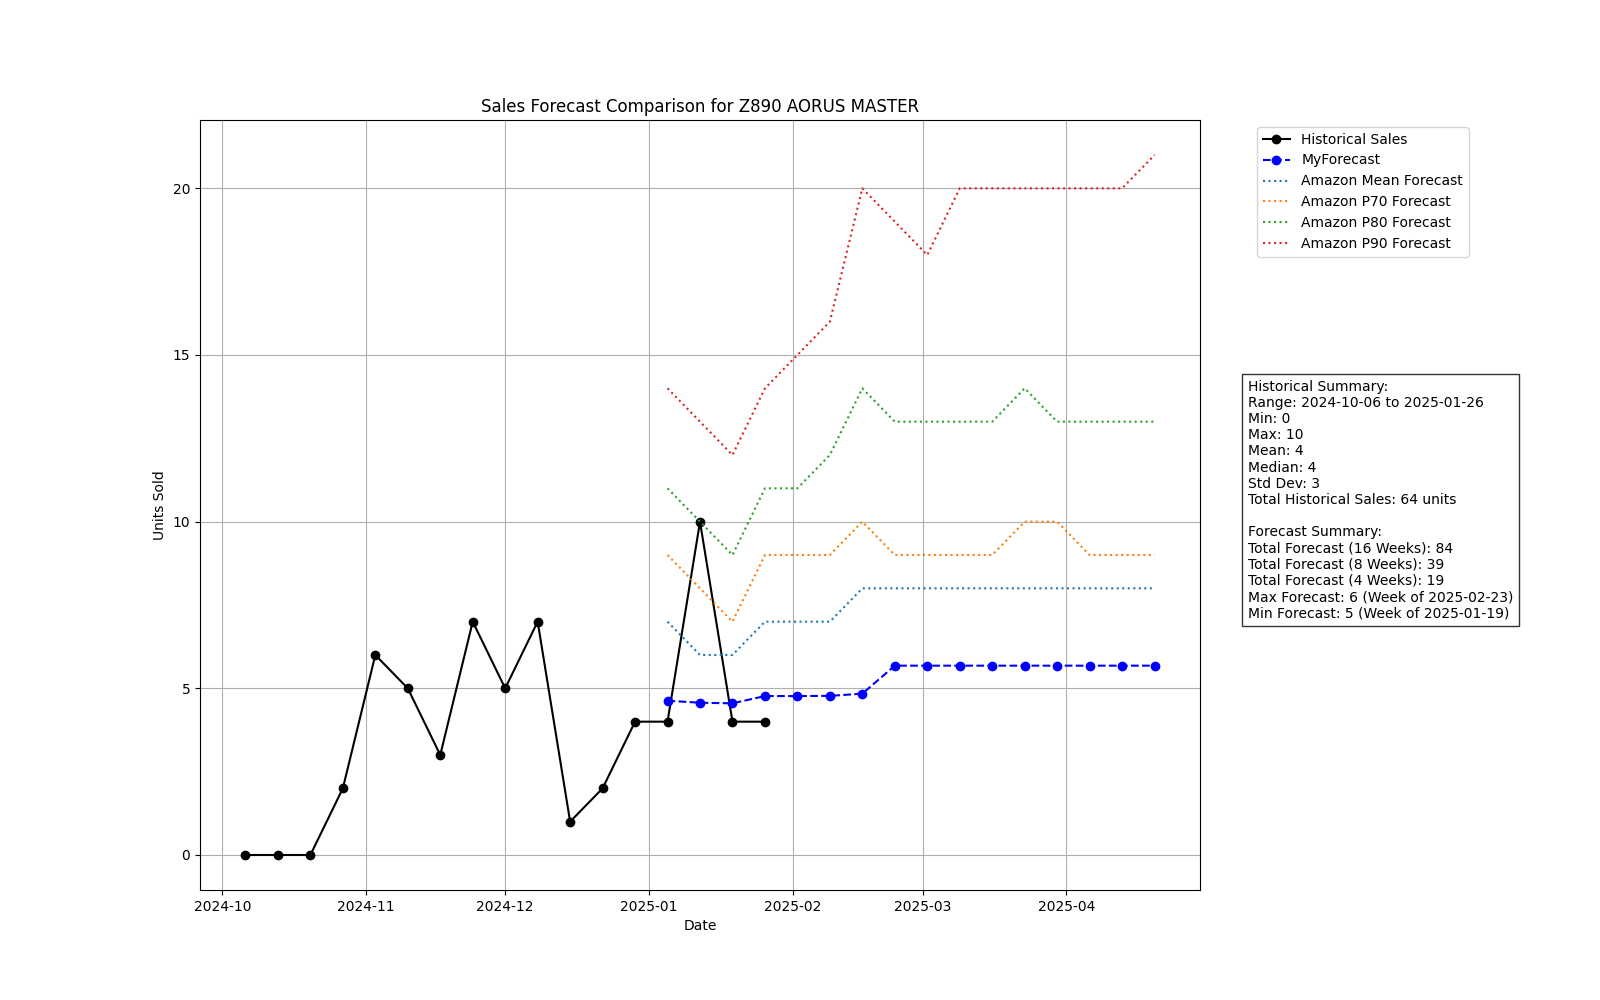 Sales Forecast Comparison for Z890 AORUS MASTER
Historical Sales
MyForecast
Amazon Mean Forecast
Amazon P70 Forecast
Amazon P80 Forecast
Amazon P90 Forecast
20
15
10
5
0
Units Sold
2024-10
2024-11
2024-12
2025-01
2025-02
2025-03
2025-04
Date
Historical Summary:
Range: 2024-10-06 to 2025-01-26
Min: 0
Max: 10
Mean: 4
Median: 4
Std Dev: 3
Total Historical Sales: 64 units
Forecast Summary:
Total Forecast (16 Weeks): 84
Total Forecast (8 Weeks): 39
Total Forecast (4 Weeks): 19
Max Forecast: 6 (Week of 2025-02-23)
Min Forecast: 5 (Week of 2025-01-19)